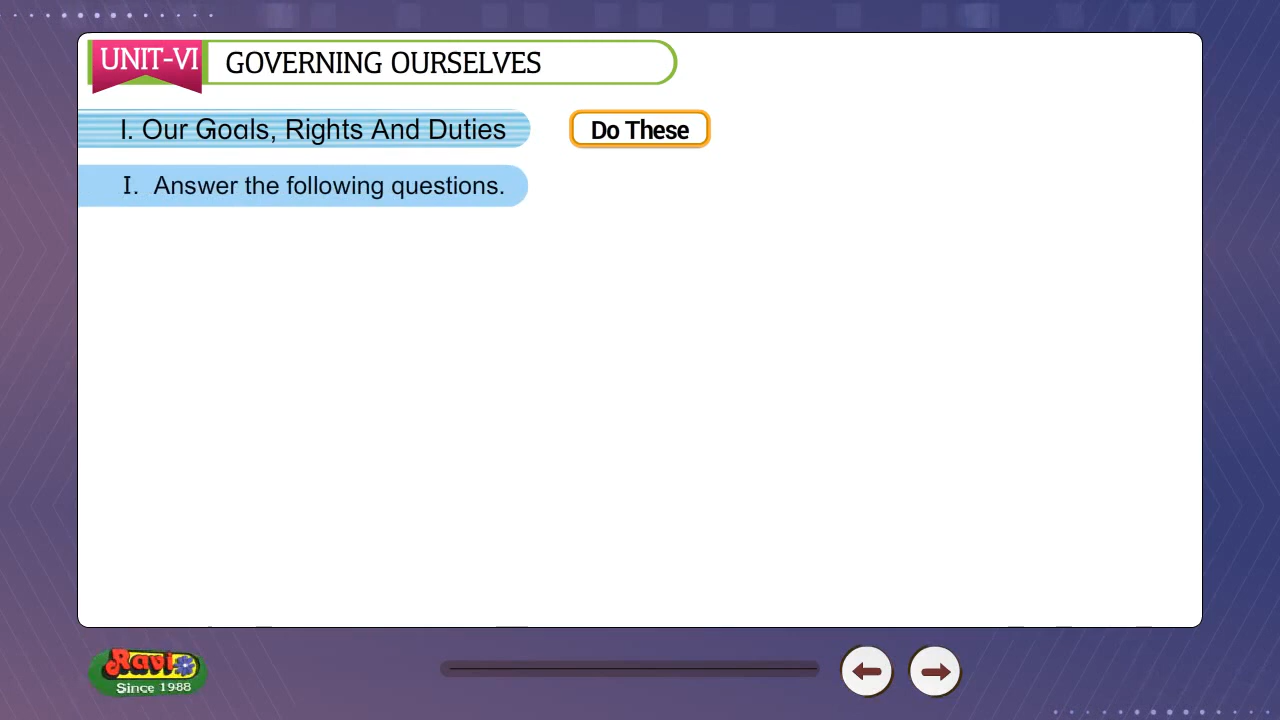 UNIT-VI GOVERNING OURSELVES
I. Our Goals, Rights And Duties Do These
I. Answer the following questions.
Ravi
Since 1988